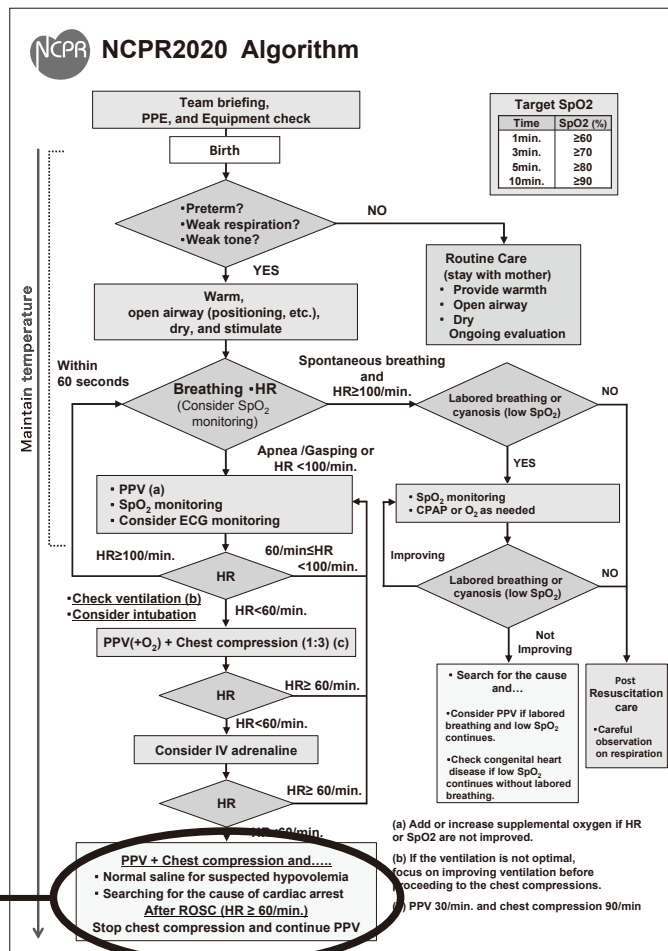 NCPR
NCPR2020 Algorithm
Team briefing,
PPE, and Equipment check
Target SpO2
Time SpO2 (%)
1min. ≥60
3min. ≥70
5min. ≥80
10min. ≥90
Birth
▪Preterm?
▪Weak respiration?
▪Weak tone?
NO
YES
Routine Care
(stay with mother)
• Provide warmth
• Open airway
• Dry
Ongoing evaluation
Warm,
open airway (positioning, etc.),
dry, and stimulate
Maintain temperature
Within
60 seconds
Breathing ▪HR
(Consider SpO2
monitoring)
Spontaneous breathing
and
HR≥100/min.
Labored breathing or
cyanosis (low SpO2)
NO
YES
Apnea /Gasping or
HR <100/min.
▪ PPV (a)
▪ SpO2 monitoring
▪ Consider ECG monitoring
▪ SpO2 monitoring
▪ CPAP or O2 as needed
HR≥100/min.
60/min≤HR
<100/min.
HR
Improving
Labored breathing or
cyanosis (low SpO2)
NO
▪Check ventilation (b)
▪Consider intubation
HR<60/min.
Not
Improving
PPV(+O2) + Chest compression (1:3) (c)
HR
HR≥ 60/min.
HR<60/min.
▪ Search for the cause
and…
▪Consider PPV if labored
breathing and low SpO2
continues.
▪Check congenital heart
disease if low SpO2
continues without labored
breathing.
Post
Resuscitation
care
▪Careful
observation
on respiration
Consider IV adrenaline
HR
HR≥ 60/min.
PPV + Chest compression and…..
▪ Normal saline for suspected hypovolemia
▪ Searching for the cause of cardiac arrest
After ROSC (HR ≥ 60/min.)
Stop chest compression and continue PPV
(a) Add or increase supplemental oxygen if HR
or SpO2 are not improved.
(b) If the ventilation is not optimal,
focus on improving ventilation before
proceeding to the chest compressions.
PPV 30/min. and chest compression 90/min